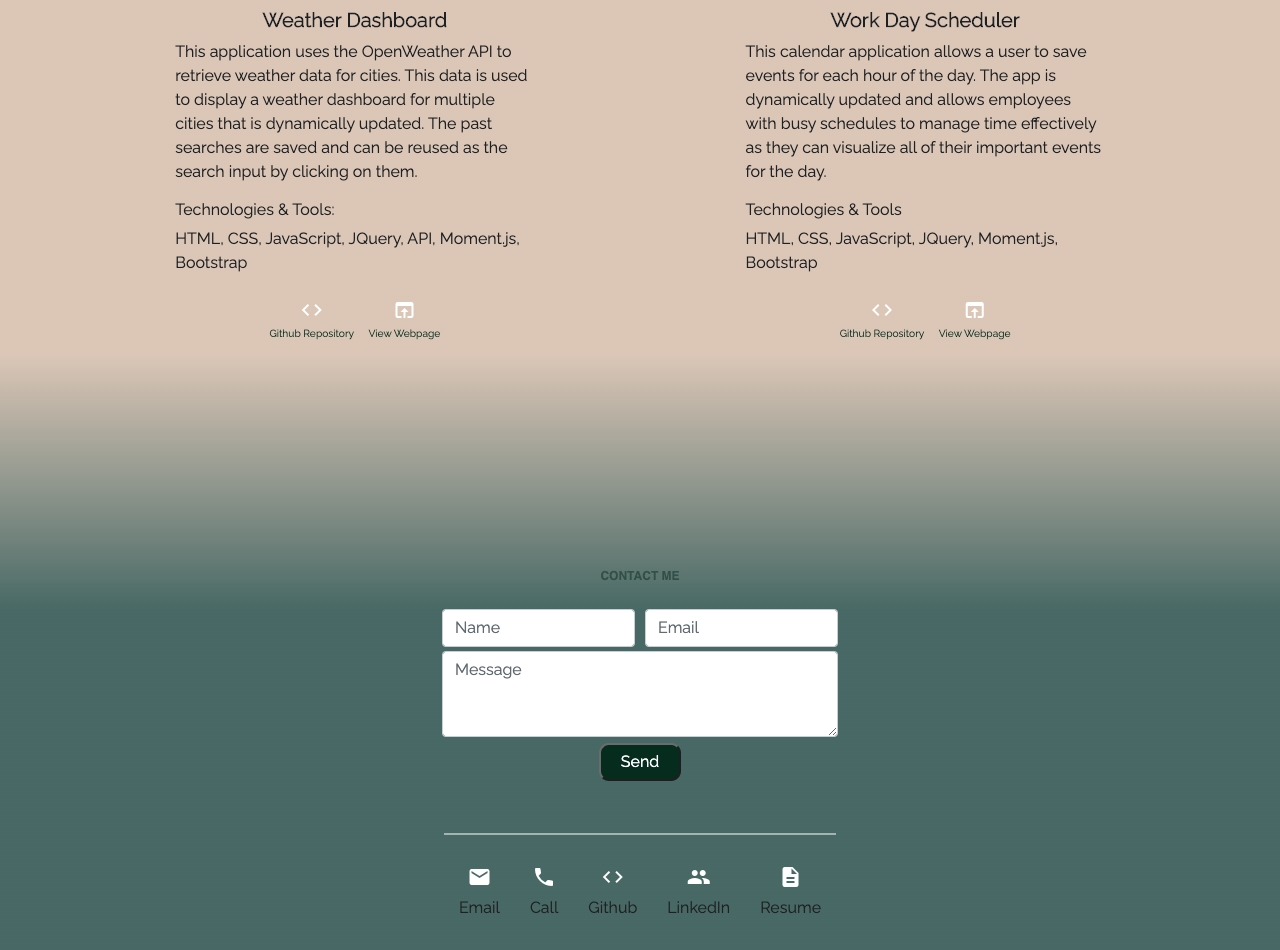 Weather Dashboard
This application uses the OpenWeather API to
retrieve weather data for cities. This data is used
to display a weather dashboard for multiple
cities that is dynamically updated. The past
searches are saved and can be reused as the
search input by clicking on them.
Technologies & Tools:
HTML, CSS, JavaScript, JQuery, API, Moment.js,
Bootstrap
Github Repository
View Webpage
Work Day Scheduler
This calendar application allows a user to save
events for each hour of the day. The app is
dynamically updated and allows employees
with busy schedules to manage time effectively
as they can visualize all of their important events
for the day.
Technologies & Tools
HTML, CSS, JavaScript, JQuery, Moment.js,
Bootstrap
Github Repository
View Webpage
CONTACT ME
Name
Email
Message
Send
Email
Call
Github
LinkedIn
Resume